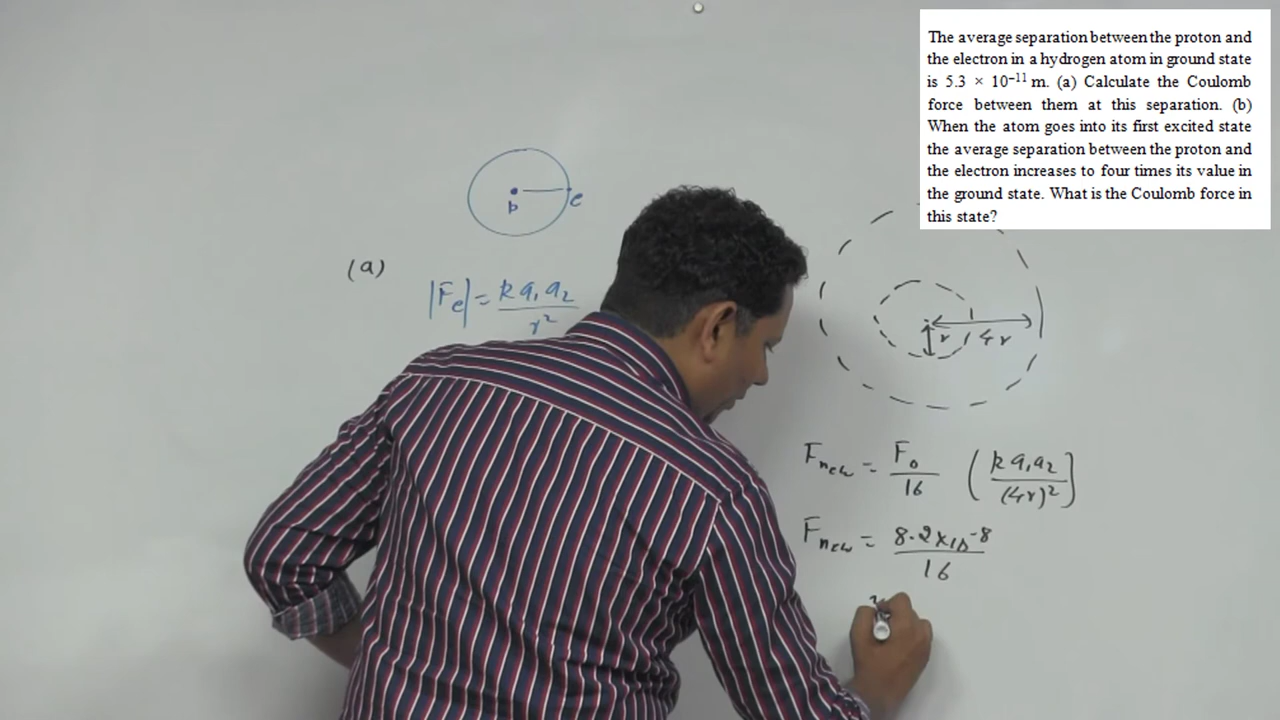 The average separation between the proton and
the electron in a hydrogen atom in ground state
is 5.3 × 10⁻¹¹ m. (a) Calculate the Coulomb
force between them at this separation. (b)
When the atom goes into its first excited state
the average separation between the proton and
the electron increases to four times its value in
the ground state. What is the Coulomb force in
this state?
p e
(a)
|Fe| = k q₁ q₂ / r²
r 4r
Fnew = F₀ / 16 (k q₁ q₂ / (4r)²)
Fnew = 8.2 x 10⁻⁸ / 16